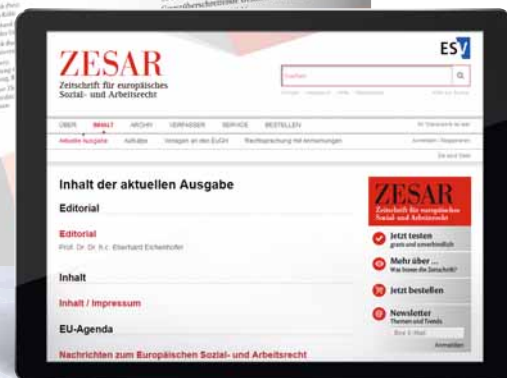 ESV
ZESAR
Zeitschrift für europäisches
Sozial- und Arbeitsrecht
Suchen
ÜBER INHALT ARCHIV VERFASSER SERVICE BESTELLEN
Aktuelle Ausgabe Aufsätze Vorlagen an den EuGH Rechtsprechung mit Anmerkungen
Inhalt der aktuellen Ausgabe
Editorial
Editorial
Prof. Dr. Dr. h.c. Eberhard Eichenhofer
Inhalt
Inhalt / Impressum
EU-Agenda
Nachrichten zum Europäischen Sozial- und Arbeitsrecht
ZESAR
Zeitschrift für europäisches
Sozial- und Arbeitsrecht
Jetzt testen
gratis und unverbindlich
Mehr über ...
Was Ihnen die Zeitschrift?
Jetzt bestellen
Newsletter
Themen und Trends
Ihre E-Mail
Anmelden